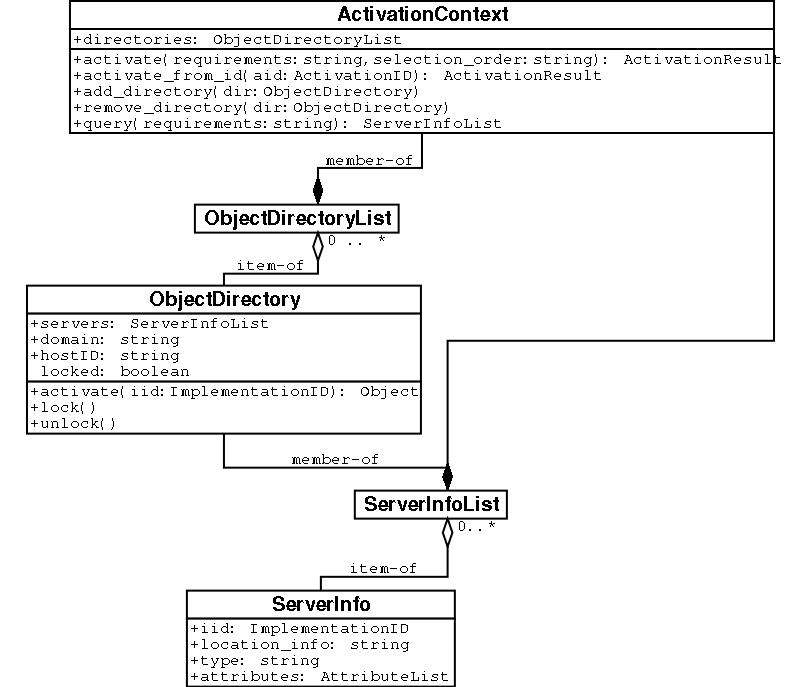 ActivationContext
+directories: ObjectDirectoryList
+activate(requirements:string,selection_order:string): ActivationResult
+activate_from_id(aid:ActivationID): ActivationResult
+add_directory(dir:ObjectDirectory)
+remove_directory(dir:ObjectDirectory)
+query(requirements:string): ServerInfoList
member-of
ObjectDirectoryList
0 .. *
item-of
ObjectDirectory
+servers: ServerInfoList
+domain: string
+hostID: string
locked: boolean
+activate(iid:ImplementationID): Object
+lock()
+unlock()
member-of
ServerInfoList
0..*
item-of
ServerInfo
+iid: ImplementationID
+location_info: string
+type: string
+attributes: AttributeList